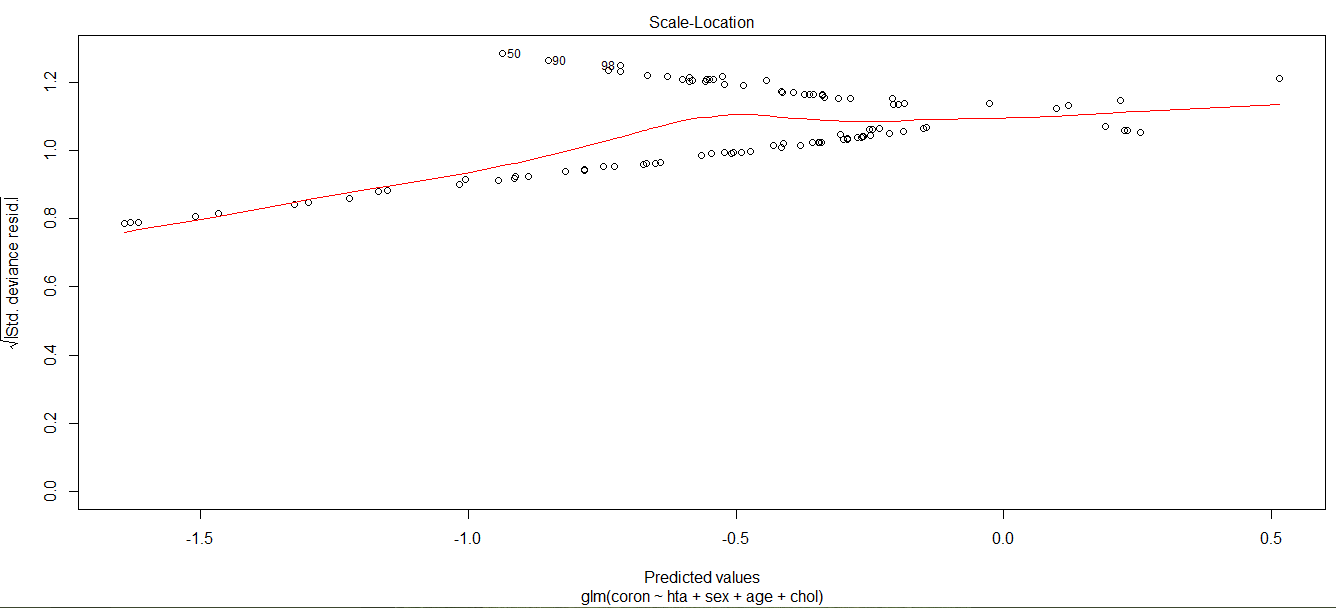 Scale-Location
√|Std. deviance resid.|
1.2
1.0
0.8
0.6
0.4
0.2
0.0
50
90
98
-1.5 -1.0 -0.5 0.0 0.5
Predicted values
glm(coron ~ hta + sex + age + chol)